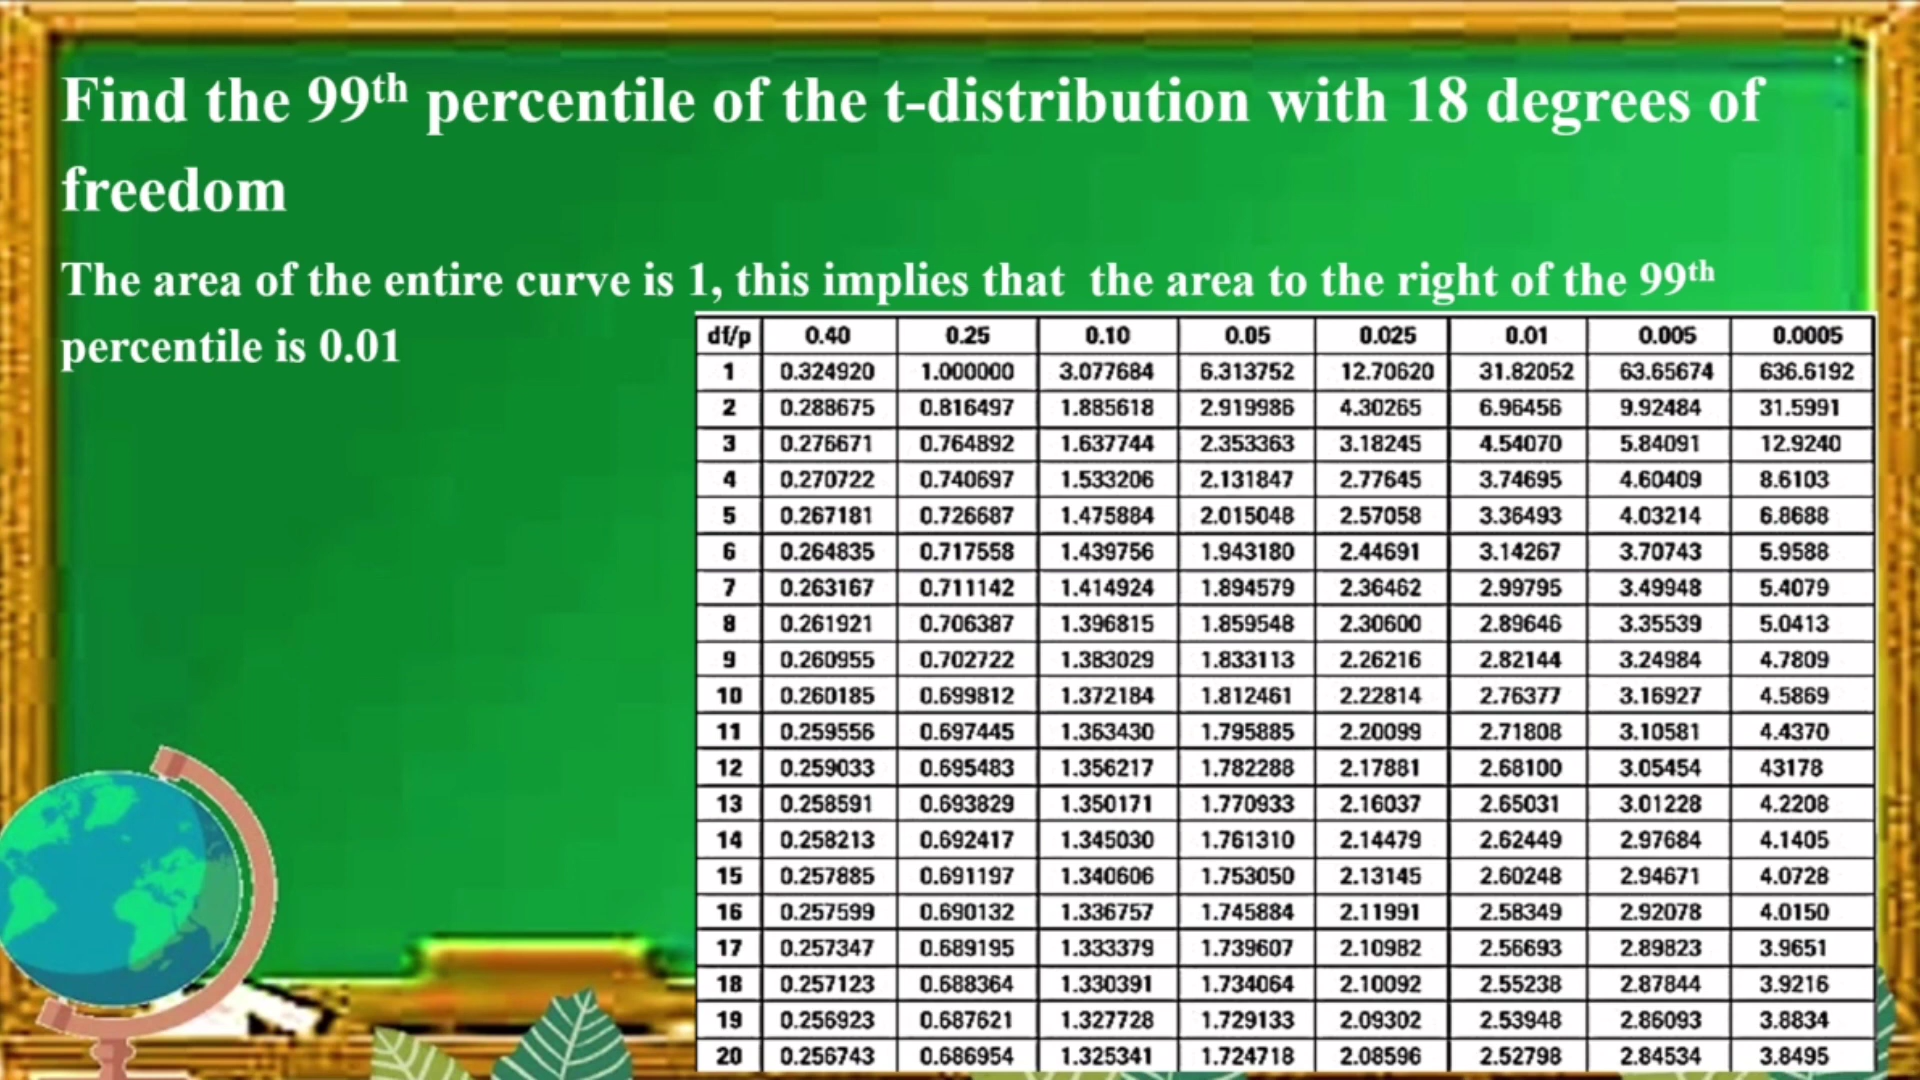 Find the 99th percentile of the t-distribution with 18 degrees of
freedom
The area of the entire curve is 1, this implies that the area to the right of the 99th
percentile is 0.01
df/p 0.40 0.25 0.10 0.05 0.025 0.01 0.005 0.0005
1 0.324920 1.000000 3.077684 6.313752 12.70620 31.82052 63.65674 636.6192
2 0.288675 0.816497 1.885618 2.919986 4.30265 6.96456 9.92484 31.5991
3 0.276671 0.764892 1.637744 2.353363 3.18245 4.54070 5.84091 12.9240
4 0.270722 0.740697 1.533206 2.131847 2.77645 3.74695 4.60409 8.6103
5 0.267181 0.726687 1.475884 2.015048 2.57058 3.36493 4.03214 6.8688
6 0.264835 0.717558 1.439756 1.943180 2.44691 3.14267 3.70743 5.9588
7 0.263167 0.711142 1.414924 1.894579 2.36462 2.99795 3.49948 5.4079
8 0.261921 0.706387 1.396815 1.859548 2.30600 2.89646 3.35539 5.0413
9 0.260955 0.702722 1.383029 1.833113 2.26216 2.82144 3.24984 4.7809
10 0.260185 0.699812 1.372184 1.812461 2.22814 2.76377 3.16927 4.5869
11 0.259556 0.697445 1.363430 1.795885 2.20099 2.71808 3.10581 4.4370
12 0.259033 0.695483 1.356217 1.782288 2.17881 2.68100 3.05454 43178
13 0.258591 0.693829 1.350171 1.770933 2.16037 2.65031 3.01228 4.2208
14 0.258213 0.692417 1.345030 1.761310 2.14479 2.62449 2.97684 4.1405
15 0.257885 0.691197 1.340606 1.753050 2.13145 2.60248 2.94671 4.0728
16 0.257599 0.690132 1.336757 1.745884 2.11991 2.58349 2.92078 4.0150
17 0.257347 0.689195 1.333379 1.739607 2.10982 2.56693 2.89823 3.9651
18 0.257123 0.688364 1.330391 1.734064 2.10092 2.55238 2.87844 3.9216
19 0.256923 0.687621 1.327728 1.729133 2.09302 2.53948 2.86093 3.8834
20 0.256743 0.686954 1.325341 1.724718 2.08596 2.52798 2.84534 3.8495